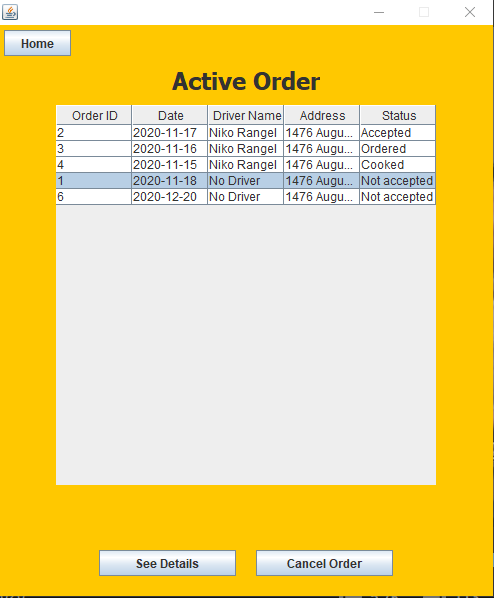 Home
Active Order
Order ID Date Driver Name Address Status
2 2020-11-17 Niko Rangel 1476 Augu... Accepted
3 2020-11-16 Niko Rangel 1476 Augu... Ordered
4 2020-11-15 Niko Rangel 1476 Augu... Cooked
1 2020-11-18 No Driver 1476 Augu... Not accepted
6 2020-12-20 No Driver 1476 Augu... Not accepted
See Details Cancel Order